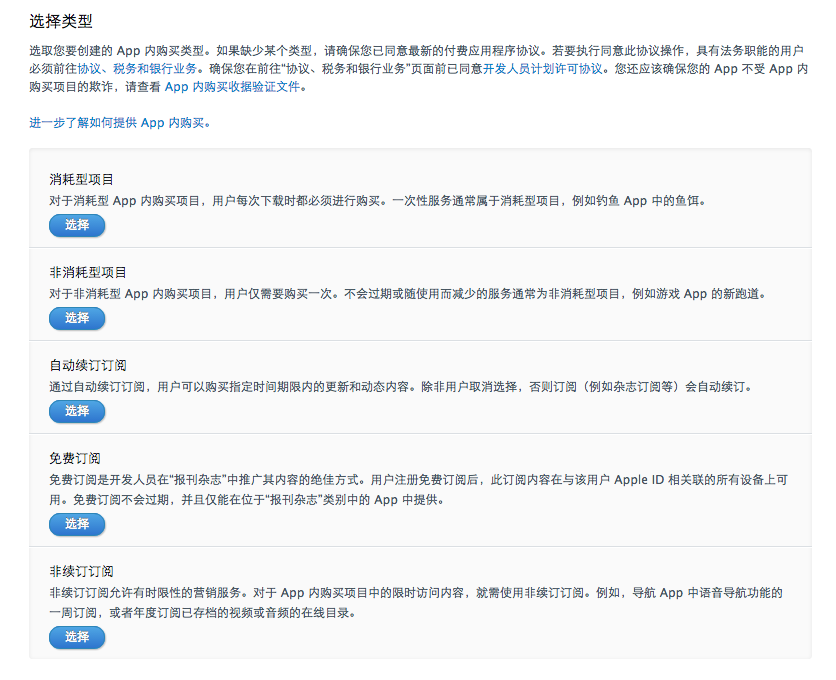 选择类型
选取您要创建的 App 内购买类型。如果缺少某个类型，请确保您已同意最新的付费应用程序协议。若要执行同意此协议操作，具有法务职能的用户
必须前往协议、税务和银行业务。确保您在前往“协议、税务和银行业务”页面前已同意开发人员计划许可协议。您还应该确保您的 App 不受 App 内
购买项目的欺诈，请查看 App 内购买收据验证文件。
进一步了解如何提供 App 内购买。
消耗型项目
对于消耗型 App 内购买项目，用户每次下载时都必须进行购买。一次性服务通常属于消耗型项目，例如钓鱼 App 中的鱼饵。
选择
非消耗型项目
对于非消耗型 App 内购买项目，用户仅需要购买一次。不会过期或随使用而减少的服务通常为非消耗型项目，例如游戏 App 的新跑道。
选择
自动续订订阅
通过自动续订订阅，用户可以购买指定时间期限内的更新和动态内容。除非用户取消选择，否则订阅（例如杂志订阅等）会自动续订。
选择
免费订阅
免费订阅是开发人员在“报刊杂志”中推广其内容的绝佳方式。用户注册免费订阅后，此订阅内容在与该用户 Apple ID 相关联的所有设备上可
用。免费订阅不会过期，并且仅能在位于“报刊杂志”类别中的 App 中提供。
选择
非续订订阅
非续订订阅允许有时限性的营销服务。对于 App 内购买项目中的限时访问内容，就需使用非续订订阅。例如，导航 App 中语音导航功能的
一周订阅，或者年度订阅已存档的视频或音频的在线目录。
选择